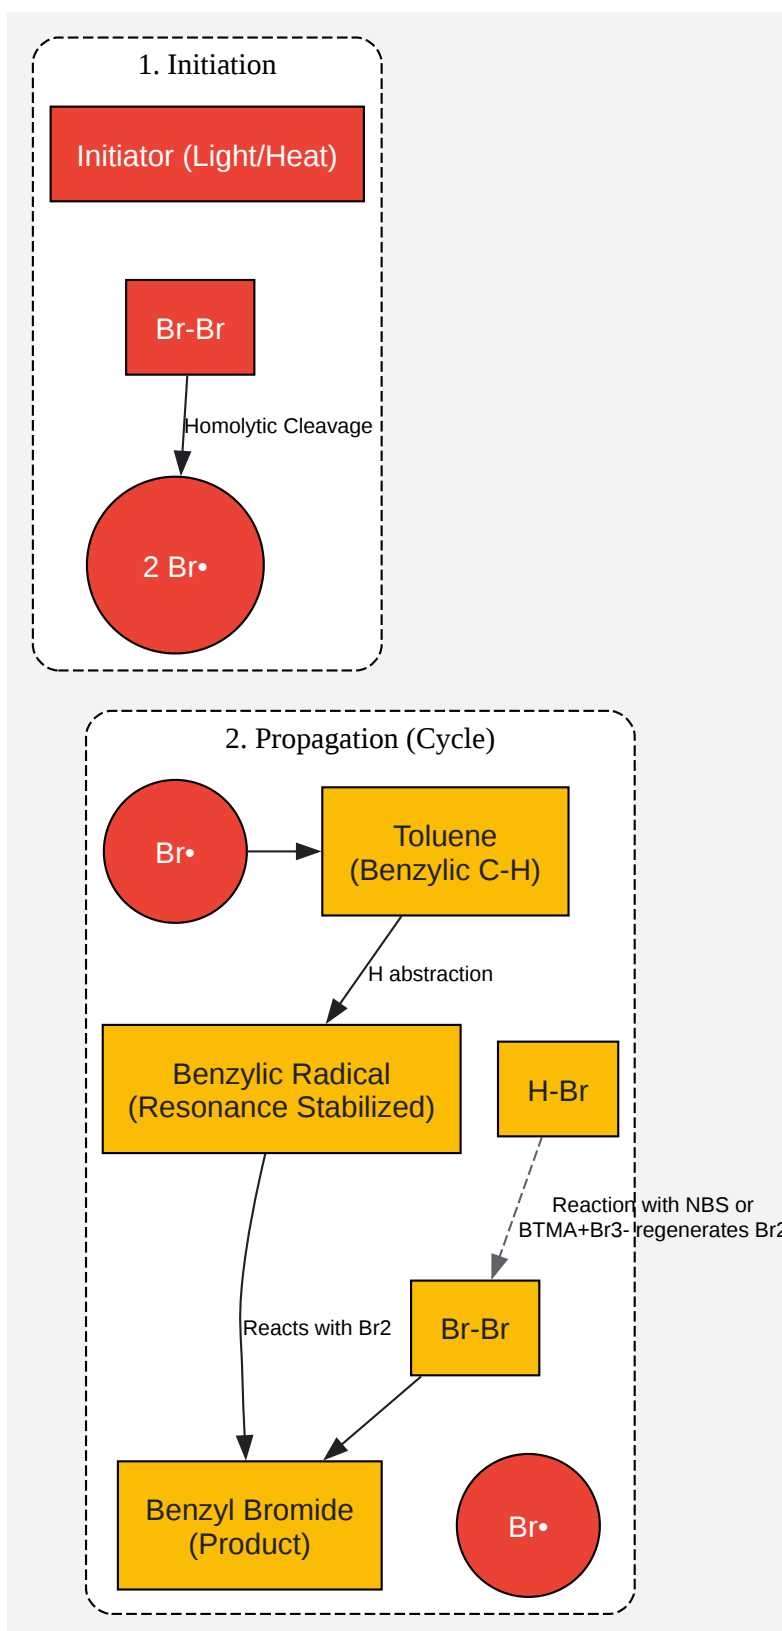 1. Initiation
Initiator (Light/Heat)
Br-Br
Homolytic Cleavage
2 Br•
2. Propagation (Cycle)
Br•
Toluene
(Benzylic C-H)
H abstraction
Benzylic Radical
(Resonance Stabilized)
H-Br
Reaction with NBS or
BTMA+Br3- regenerates Br2
Reacts with Br2
Br-Br
Benzyl Bromide
(Product)
Br•